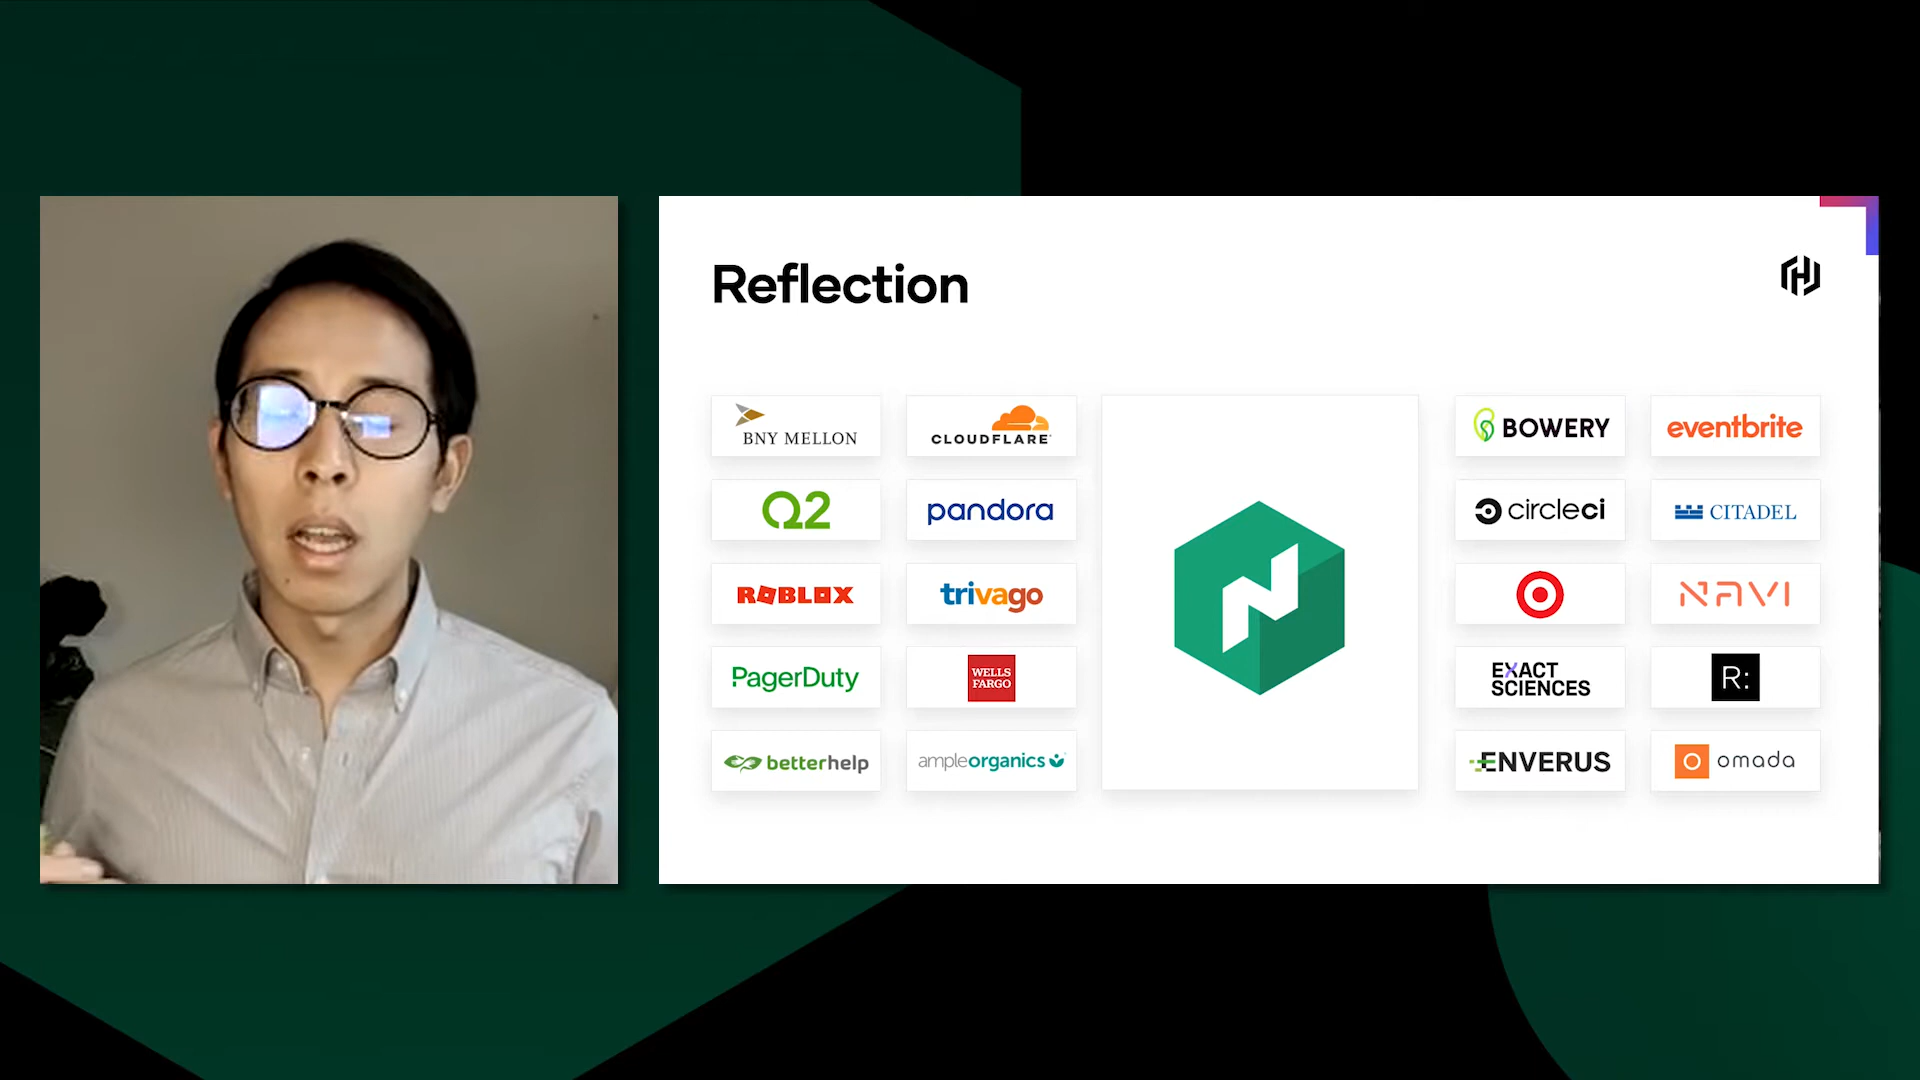 Reflection
BNY MELLON
CLOUDFLARE
BOWERY
eventbrite
Q2
pandora
circleci
CITADEL
ROBLOX
trivago
NAVI
PagerDuty
WELLS
FARGO
EXACT
SCIENCES
R:
betterhelp
ampleorganics
ENVERUS
omada